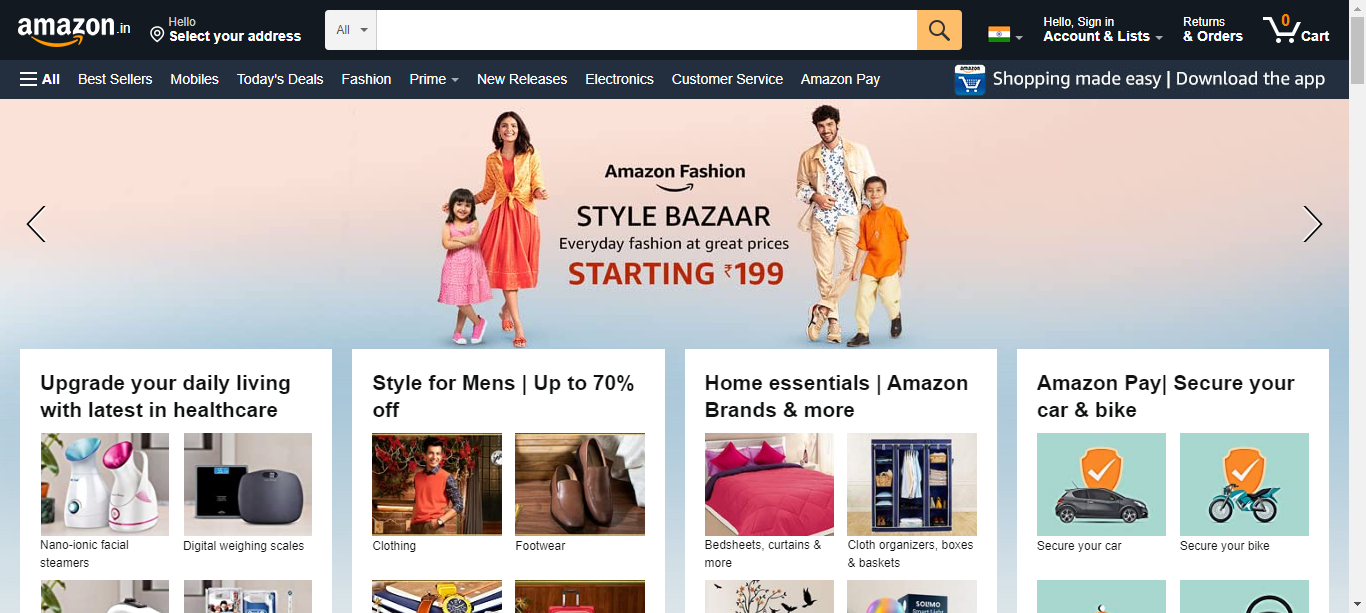 amazon.in
Hello
Select your address
All
Hello, Sign in
Account & Lists
Returns
& Orders
0
Cart
All
Best Sellers
Mobiles
Today's Deals
Fashion
Prime
New Releases
Electronics
Customer Service
Amazon Pay
amazon
Shopping made easy | Download the app
Amazon Fashion
STYLE BAZAAR
Everyday fashion at great prices
STARTING ₹199
Upgrade your daily living
with latest in healthcare
Nano-ionic facial
steamers
Digital weighing scales
Style for Mens | Up to 70%
off
Clothing
Footwear
Home essentials | Amazon
Brands & more
Bedsheets, curtains &
more
Cloth organizers, boxes
& baskets
SOLIMO
Smart Light
Amazon Pay| Secure your
car & bike
Secure your car
Secure your bike